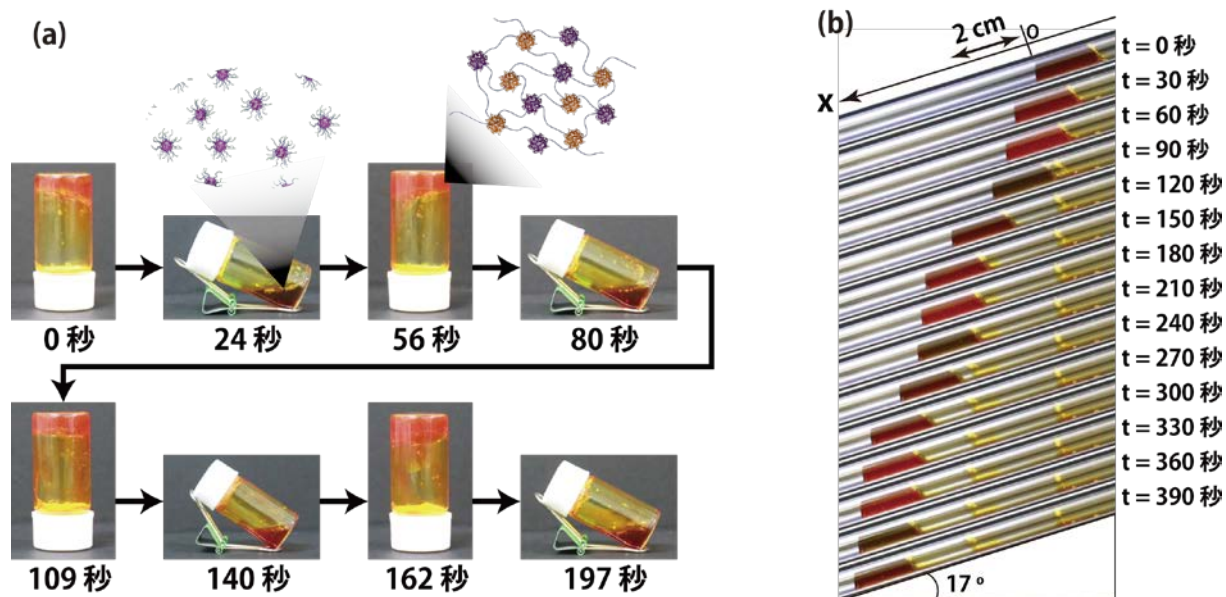 (a)
0 秒
24 秒
56 秒
80 秒
109 秒
140 秒
162 秒
197 秒
(b)
2 cm
O
X
t = 0 秒
t = 30 秒
t = 60 秒
t = 90 秒
t = 120 秒
t = 150 秒
t = 180 秒
t = 210 秒
t = 240 秒
t = 270 秒
t = 300 秒
t = 330 秒
t = 360 秒
t = 390 秒
17 °